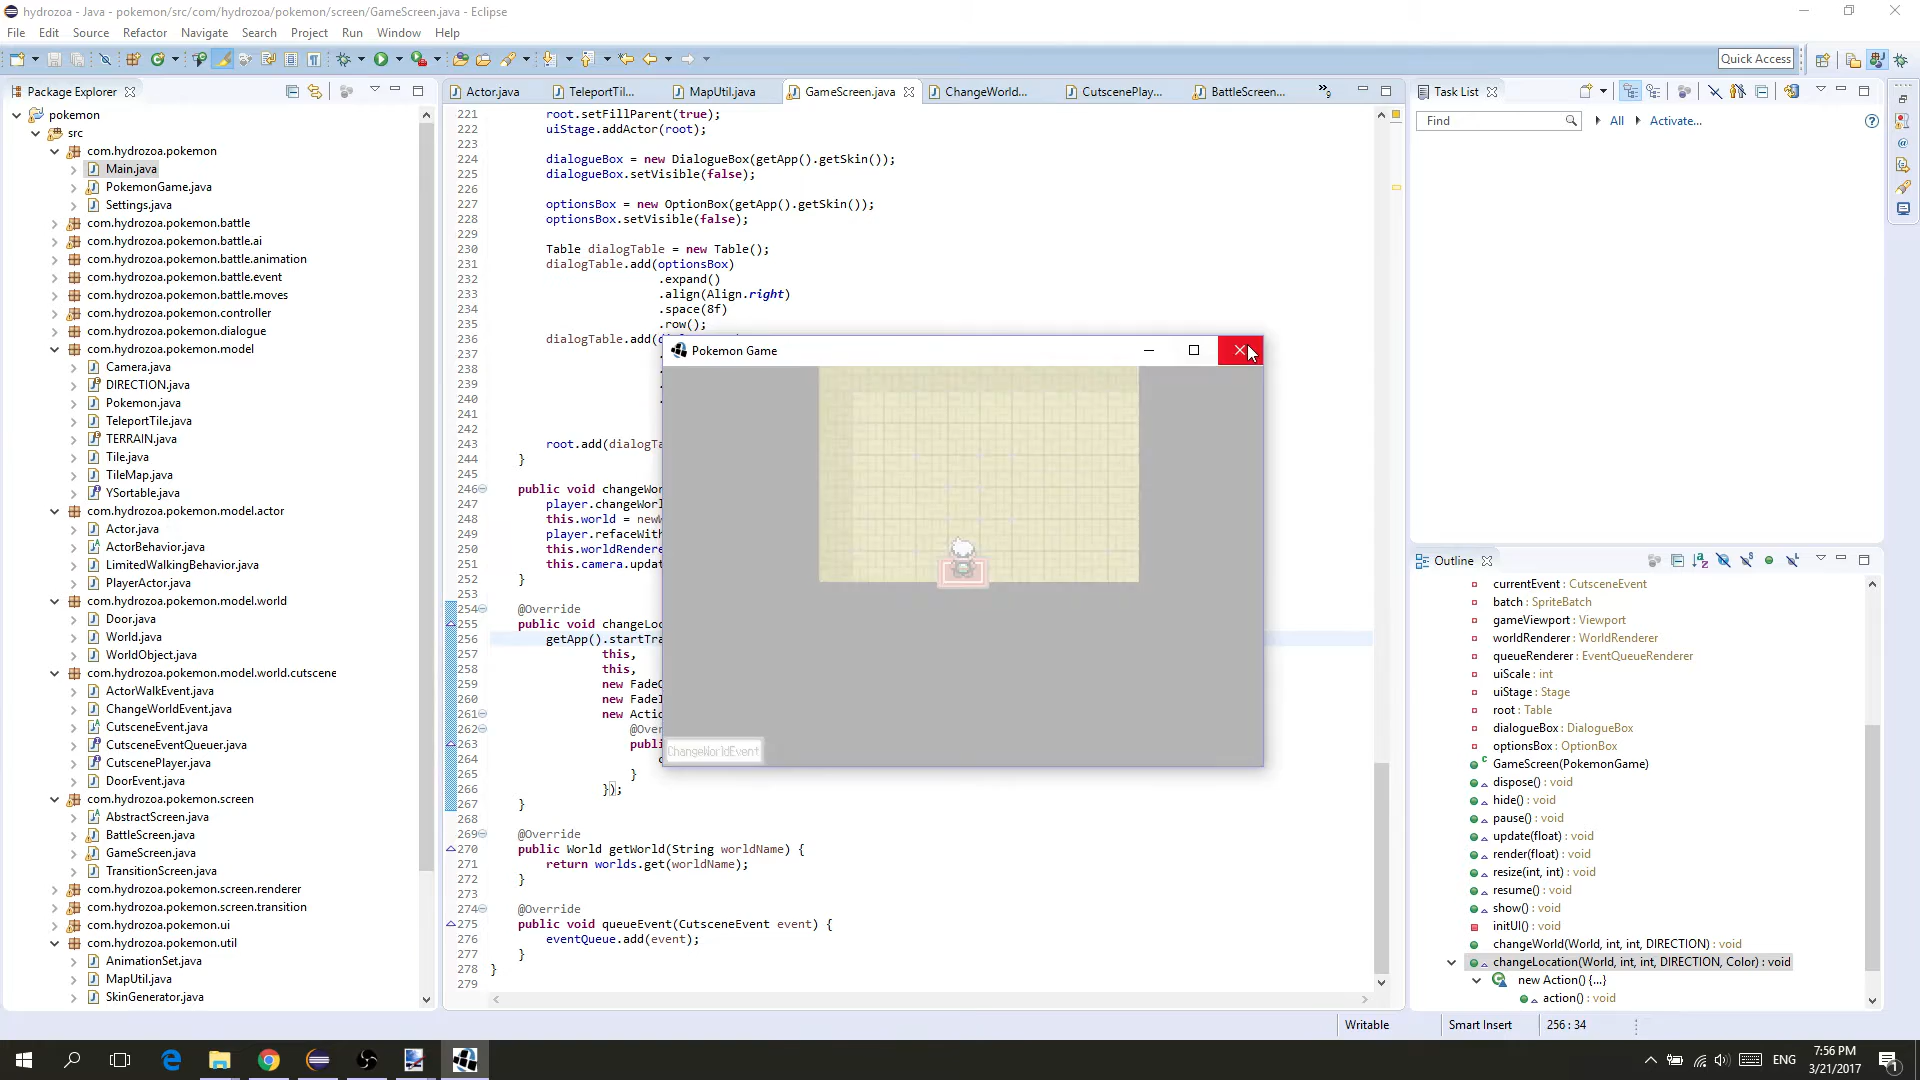 hydrozoa - Java - pokemon/src/com/hydrozoa/pokemon/screen/GameScreen.java - Eclipse
File Edit Source Refactor Navigate Search Project Run Window Help
Quick Access
Package Explorer
pokemon
src
com.hydrozoa.pokemon
Main.java
PokemonGame.java
Settings.java
com.hydrozoa.pokemon.battle
com.hydrozoa.pokemon.battle.ai
com.hydrozoa.pokemon.battle.animation
com.hydrozoa.pokemon.battle.event
com.hydrozoa.pokemon.battle.moves
com.hydrozoa.pokemon.controller
com.hydrozoa.pokemon.dialogue
com.hydrozoa.pokemon.model
Camera.java
DIRECTION.java
Pokemon.java
TeleportTile.java
TERRAIN.java
Tile.java
TileMap.java
YSortable.java
com.hydrozoa.pokemon.model.actor
Actor.java
ActorBehavior.java
LimitedWalkingBehavior.java
PlayerActor.java
com.hydrozoa.pokemon.model.world
Door.java
World.java
WorldObject.java
com.hydrozoa.pokemon.model.world.cutscene
ActorWalkEvent.java
ChangeWorldEvent.java
CutsceneEvent.java
CutsceneEventQueuer.java
CutscenePlayer.java
DoorEvent.java
com.hydrozoa.pokemon.screen
AbstractScreen.java
BattleScreen.java
GameScreen.java
TransitionScreen.java
com.hydrozoa.pokemon.screen.renderer
com.hydrozoa.pokemon.screen.transition
com.hydrozoa.pokemon.ui
com.hydrozoa.pokemon.util
AnimationSet.java
MapUtil.java
SkinGenerator.java
Actor.java TeleportTil... MapUtil.java GameScreen.java ChangeWorld... CutscenePlay... BattleScreen... »9
221 root.setFillParent(true);
222 uiStage.addActor(root);
223
224 dialogueBox = new DialogueBox(getApp().getSkin());
225 dialogueBox.setVisible(false);
226
227 optionsBox = new OptionBox(getApp().getSkin());
228 optionsBox.setVisible(false);
229
230 Table dialogTable = new Table();
231 dialogTable.add(optionsBox)
232 .expand()
233 .align(Align.right)
234 .space(8f)
235 .row();
236 dialogTable.add(
237
238
239
240
241
242
243 root.add(dialogTa
244 }
245
246 public void changeWor
247 player.changeWorl
248 this.world = newW
249 player.refaceWith
250 this.worldRendere
251 this.camera.updat
252 }
253
254 @Override
255 public void changeLoc
256 getApp().startTra
257 this,
258 this,
259 new FadeO
260 new FadeI
261 new Actio
262 @Over
263 publi
264
265 }
266 });
267 }
268
269 @Override
270 public World getWorld(String worldName) {
271 return worlds.get(worldName);
272 }
273
274 @Override
275 public void queueEvent(CutsceneEvent event) {
276 eventQueue.add(event);
277 }
278 }
279
Pokemon Game
ChangeWorldEvent
Task List
Find All Activate...
Outline
currentEvent : CutsceneEvent
batch : SpriteBatch
gameViewport : Viewport
worldRenderer : WorldRenderer
queueRenderer : EventQueueRenderer
uiScale : int
uiStage : Stage
root : Table
dialogueBox : DialogueBox
optionsBox : OptionBox
GameScreen(PokemonGame)
dispose() : void
hide() : void
pause() : void
update(float) : void
render(float) : void
resize(int, int) : void
resume() : void
show() : void
initUI() : void
changeWorld(World, int, int, DIRECTION) : void
changeLocation(World, int, int, DIRECTION, Color) : void
new Action() {...}
action() : void
Writable Smart Insert 256 : 34
ENG
7:56 PM
3/21/2017
1